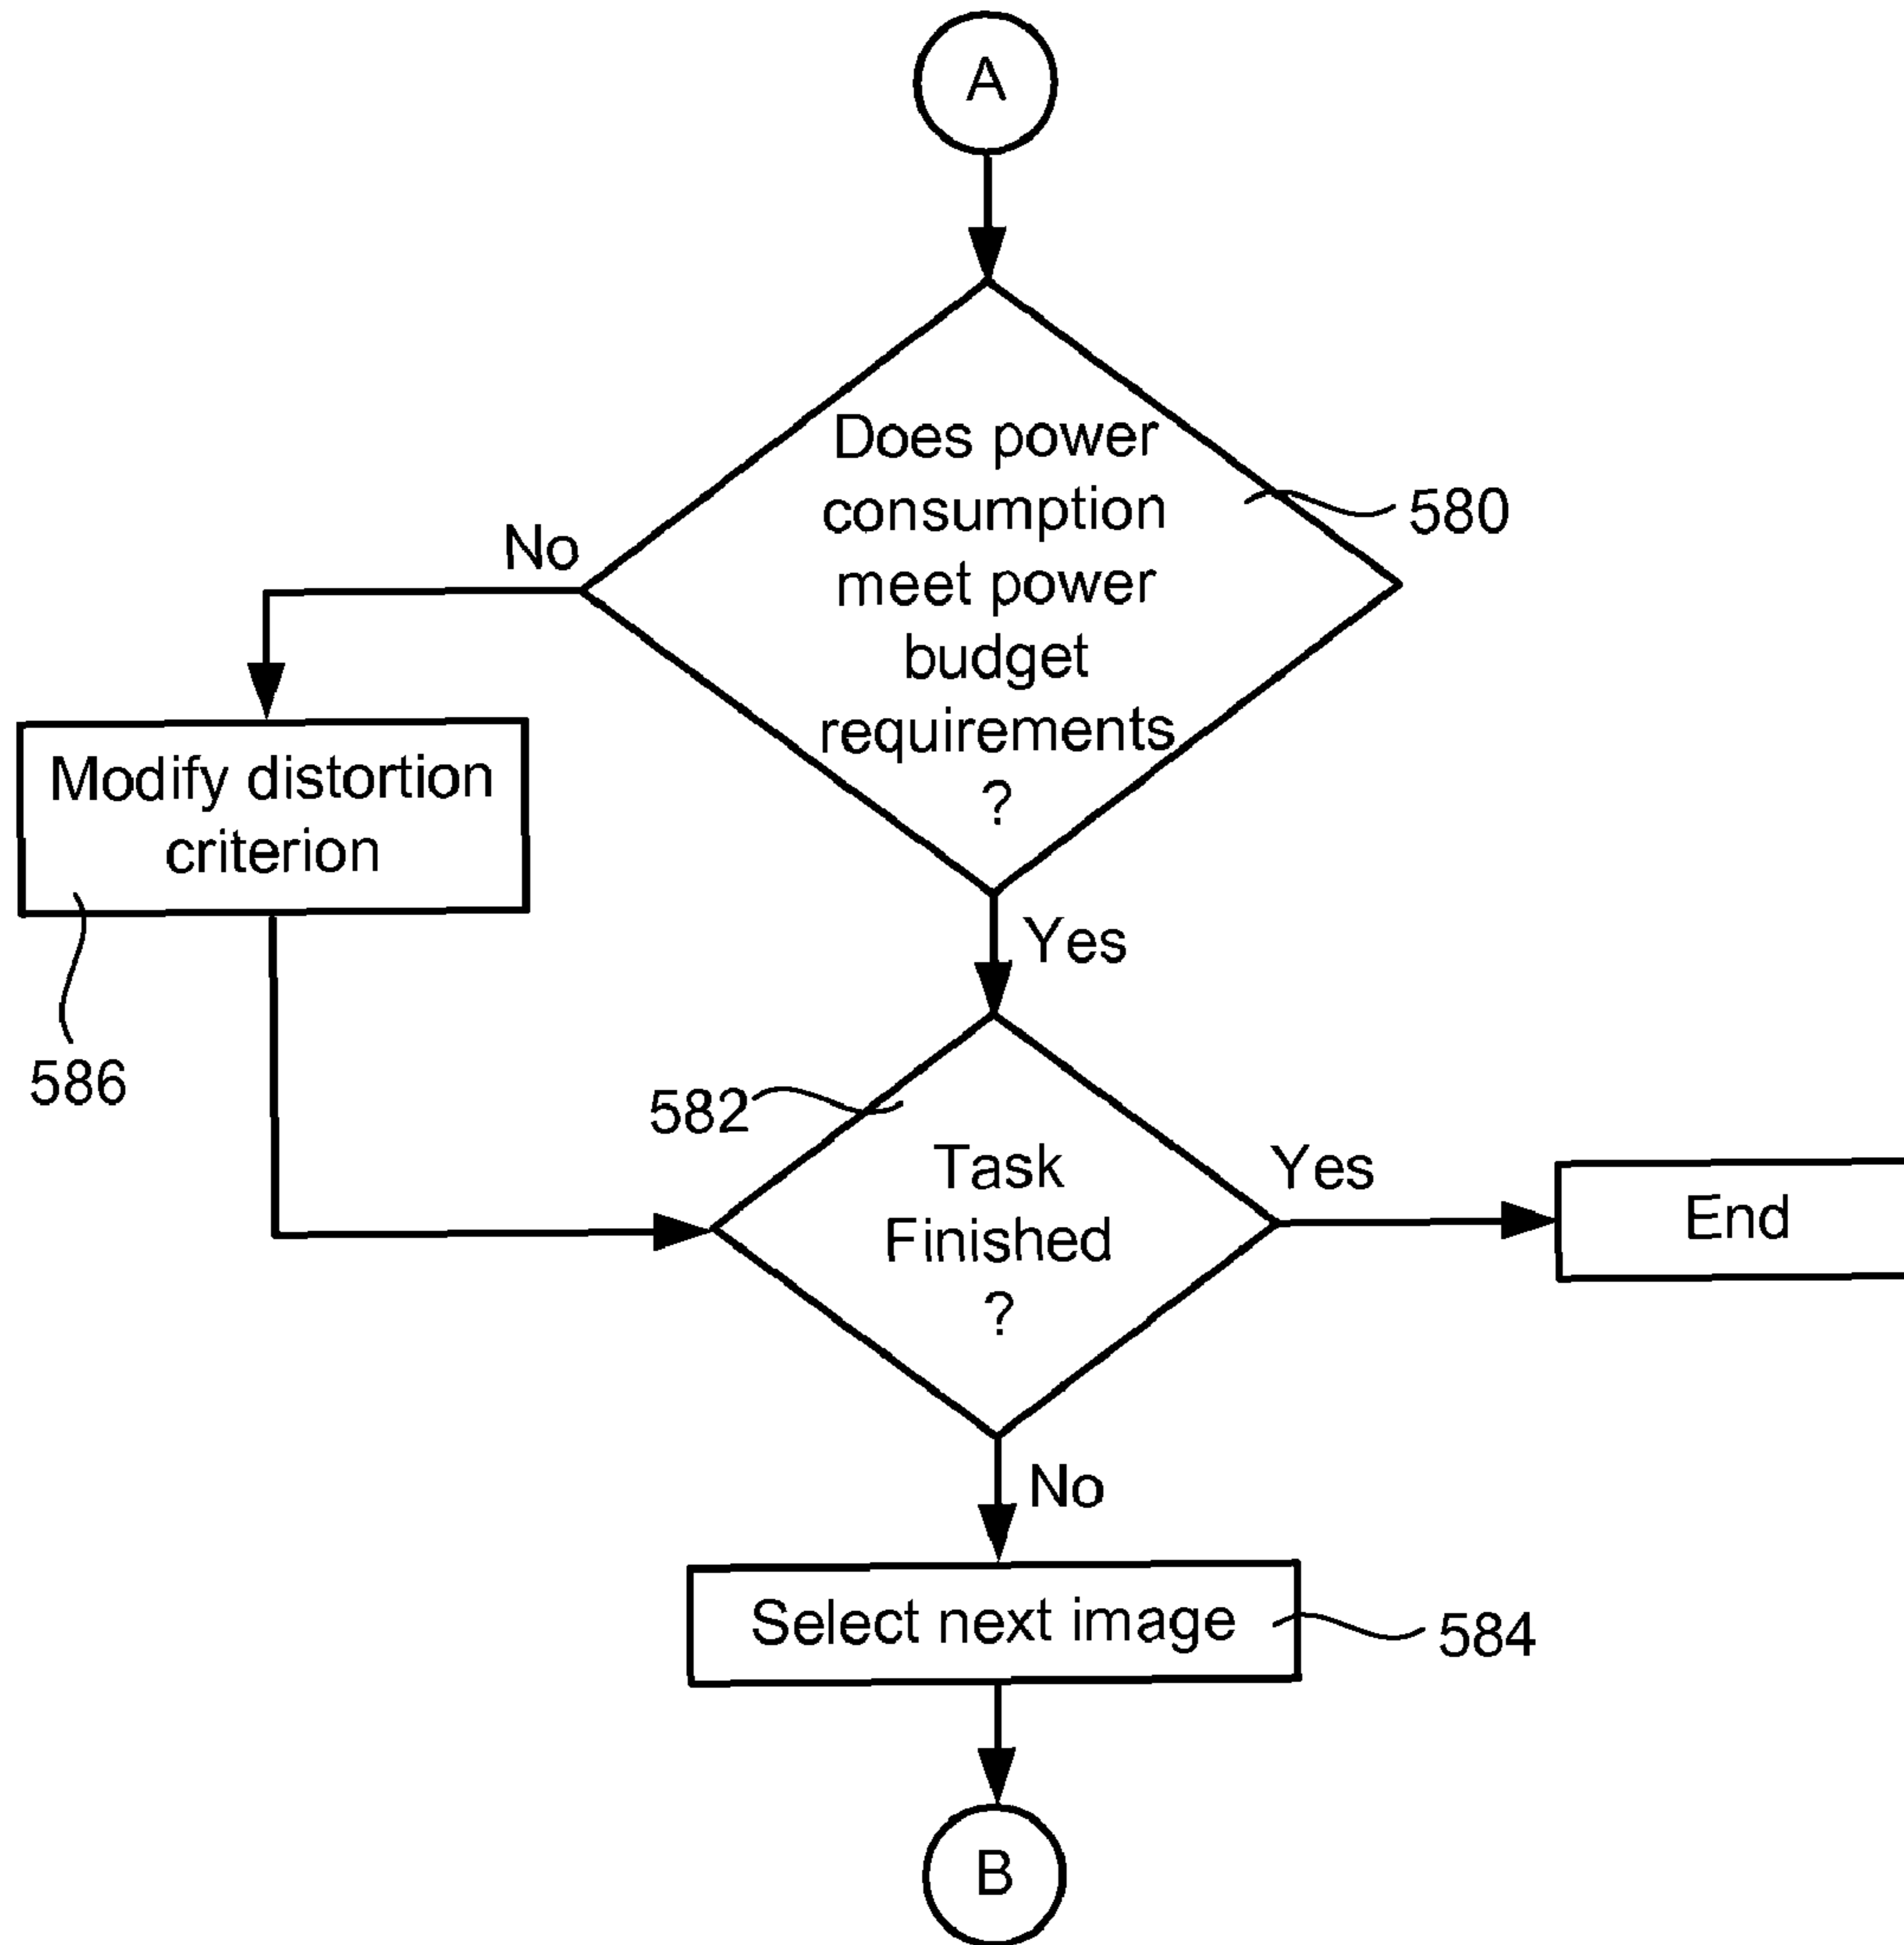 A
Does power
consumption
meet power
budget
requirements
?
580
No
Modify distortion
criterion
586
Yes
582
Task
Finished
?
Yes
End
No
Select next image
584
B